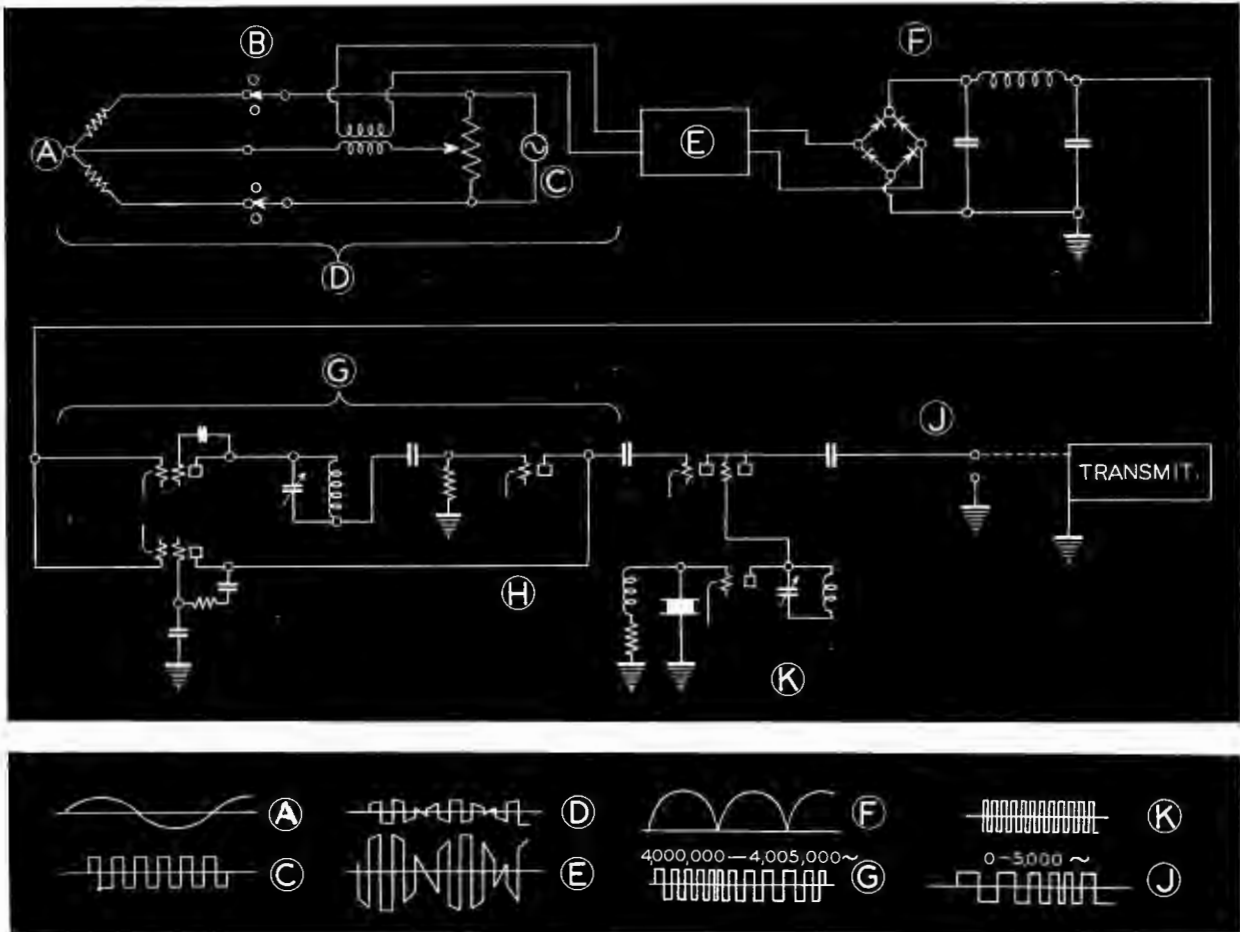 B
F
A
E
C
D
G
J
TRANSMIT.
H
K
A
D
F
K
4,000,000—4,005,000~
0—5,000 ~
C
E
G
J